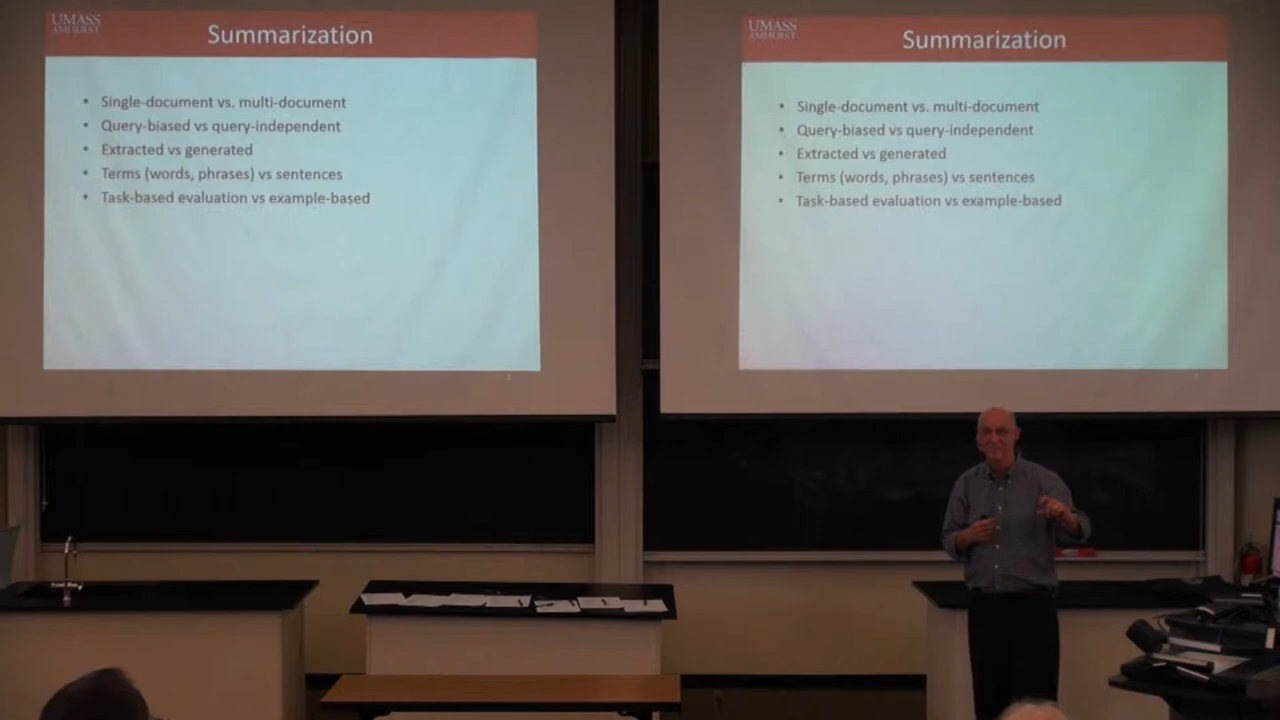 UMASS
AMHERST
Summarization
• Single-document vs. multi-document
• Query-biased vs query-independent
• Extracted vs generated
• Terms (words, phrases) vs sentences
• Task-based evaluation vs example-based
UMASS
AMHERST
Summarization
• Single-document vs. multi-document
• Query-biased vs query-independent
• Extracted vs generated
• Terms (words, phrases) vs sentences
• Task-based evaluation vs example-based